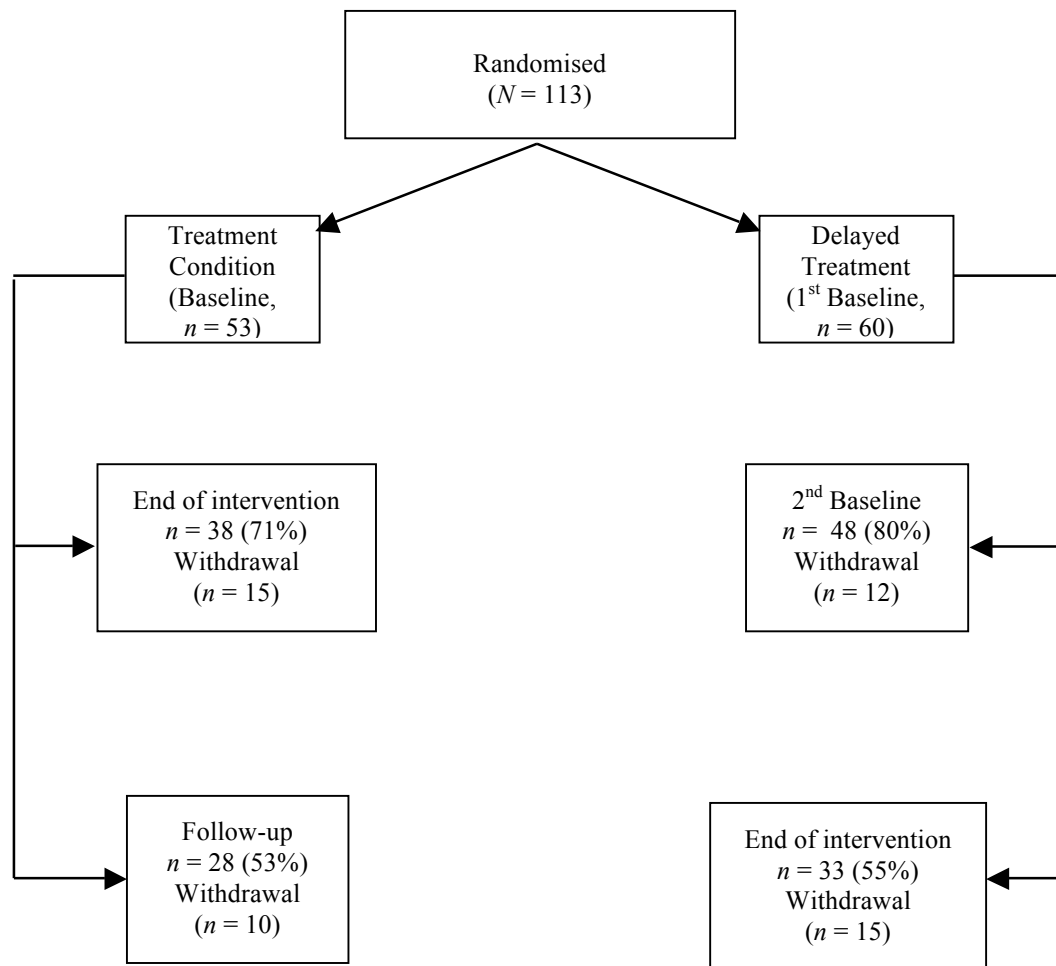 Randomised
(N = 113)
Treatment
Condition
(Baseline,
n = 53)
Delayed
Treatment
(1st Baseline,
n = 60)
End of intervention
n = 38 (71%)
Withdrawal
(n = 15)
2nd Baseline
n = 48 (80%)
Withdrawal
(n = 12)
Follow-up
n = 28 (53%)
Withdrawal
(n = 10)
End of intervention
n = 33 (55%)
Withdrawal
(n = 15)